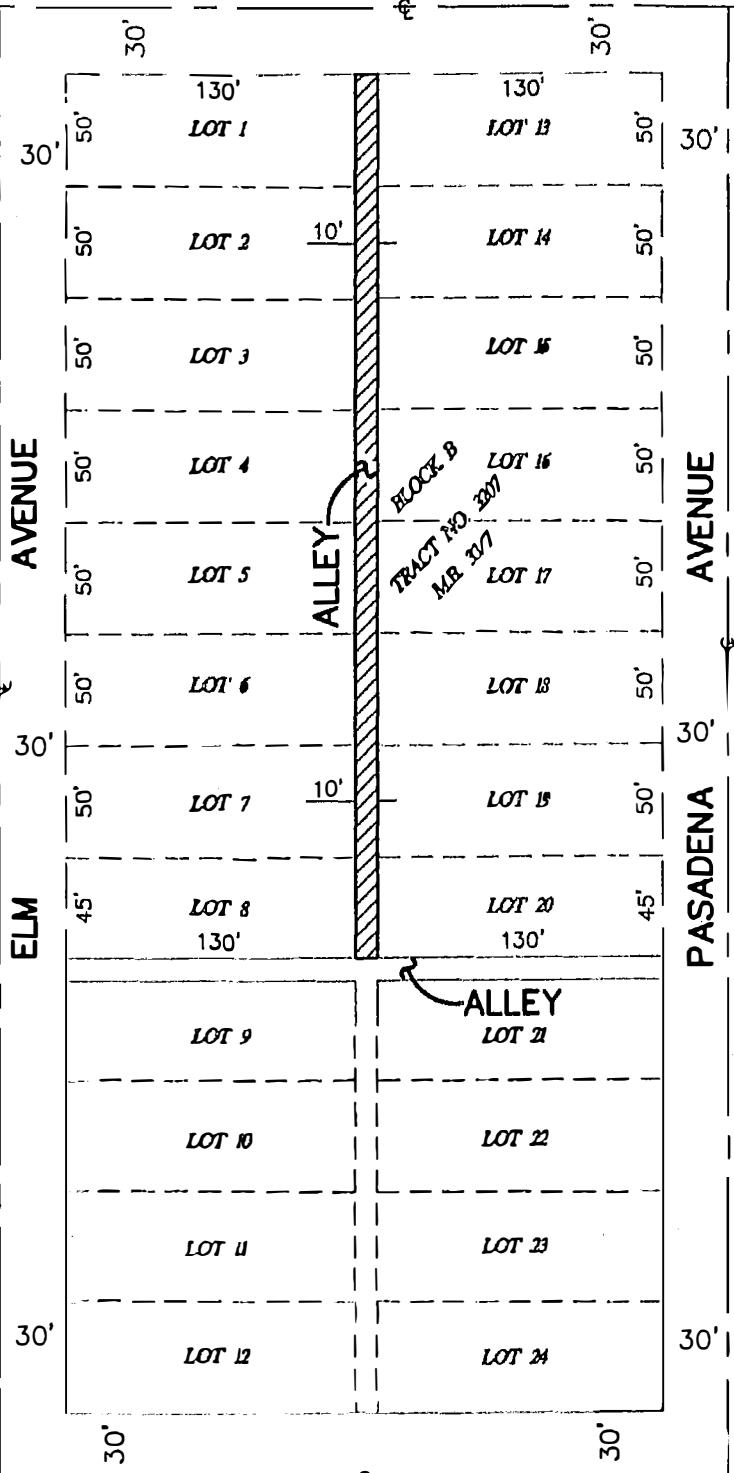 ℄
30' 30'
130' 130'
30' 50' LOT 1 LOT 13 50' 30'
50' LOT 2 10' LOT 14 50'
50' LOT 3 LOT 15 50'
50' LOT 4 LOT 16 50'
AVENUE
AVENUE
BLOCK B
TRACT NO. 3207
ALLEY
50' LOT 5 LOT 17 50'
℄
50' LOT 6 LOT 18 50'
℄
30' 30'
50' LOT 7 10' LOT 19 50'
ELM
PASADENA
45' LOT 8 LOT 20 45'
130' 130'
ALLEY
LOT 9 LOT 21
LOT 10 LOT 22
LOT 11 LOT 23
30' 30'
LOT 12 LOT 24
30' 30'